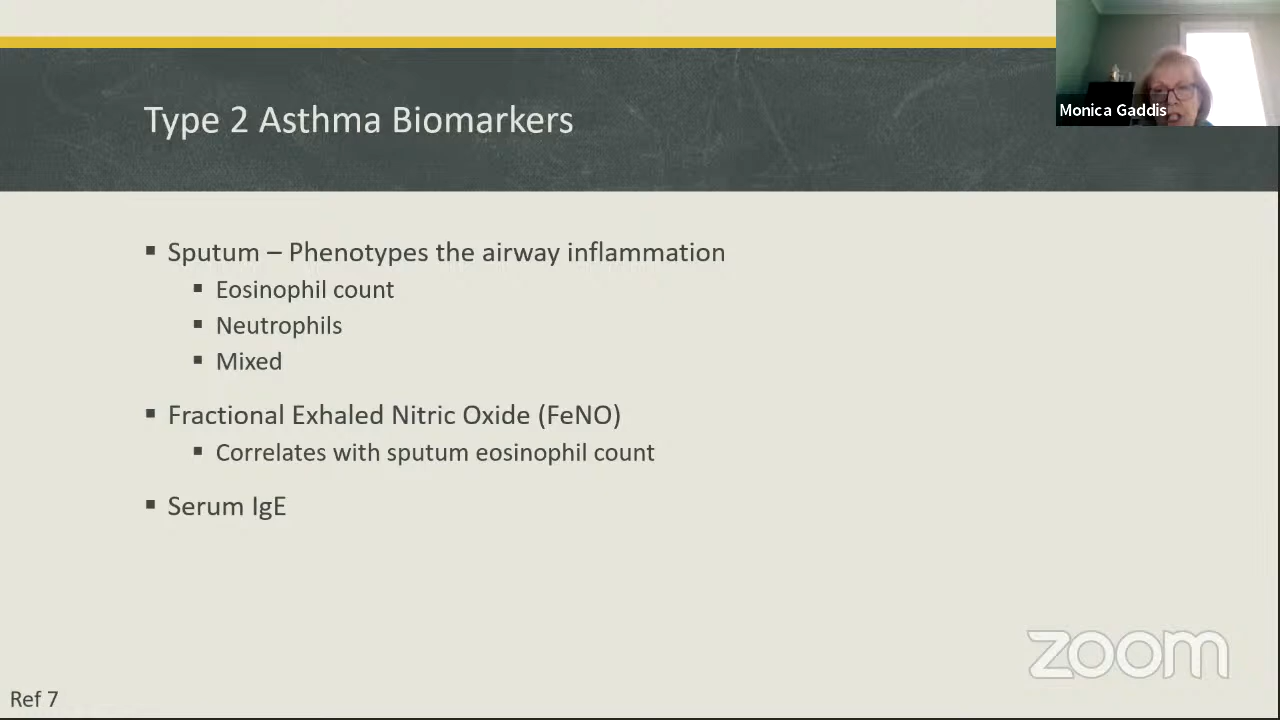 Type 2 Asthma Biomarkers
Monica Gaddis
▪ Sputum – Phenotypes the airway inflammation
▪ Eosinophil count
▪ Neutrophils
▪ Mixed
▪ Fractional Exhaled Nitric Oxide (FeNO)
▪ Correlates with sputum eosinophil count
▪ Serum IgE
zoom
Ref 7